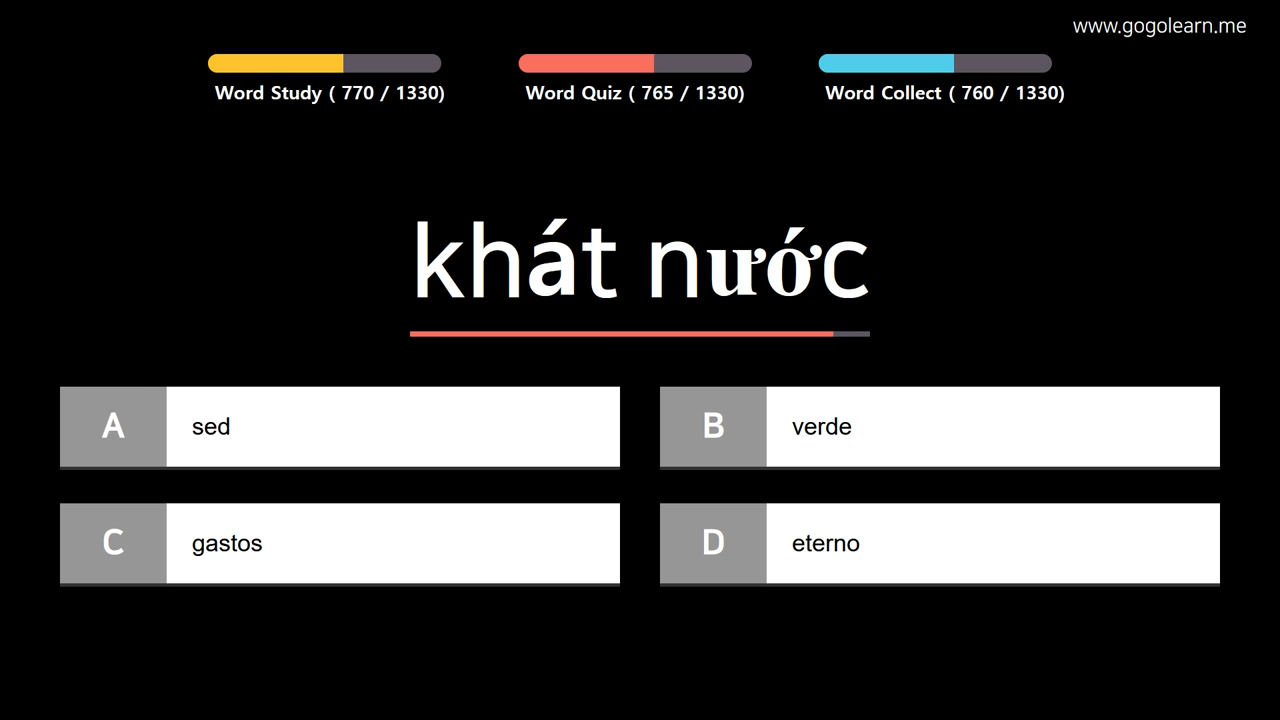 www.gogolearn.me
Word Study ( 770 / 1330)
Word Quiz ( 765 / 1330)
Word Collect ( 760 / 1330)
khát nước
A
sed
B
verde
C
gastos
D
eterno